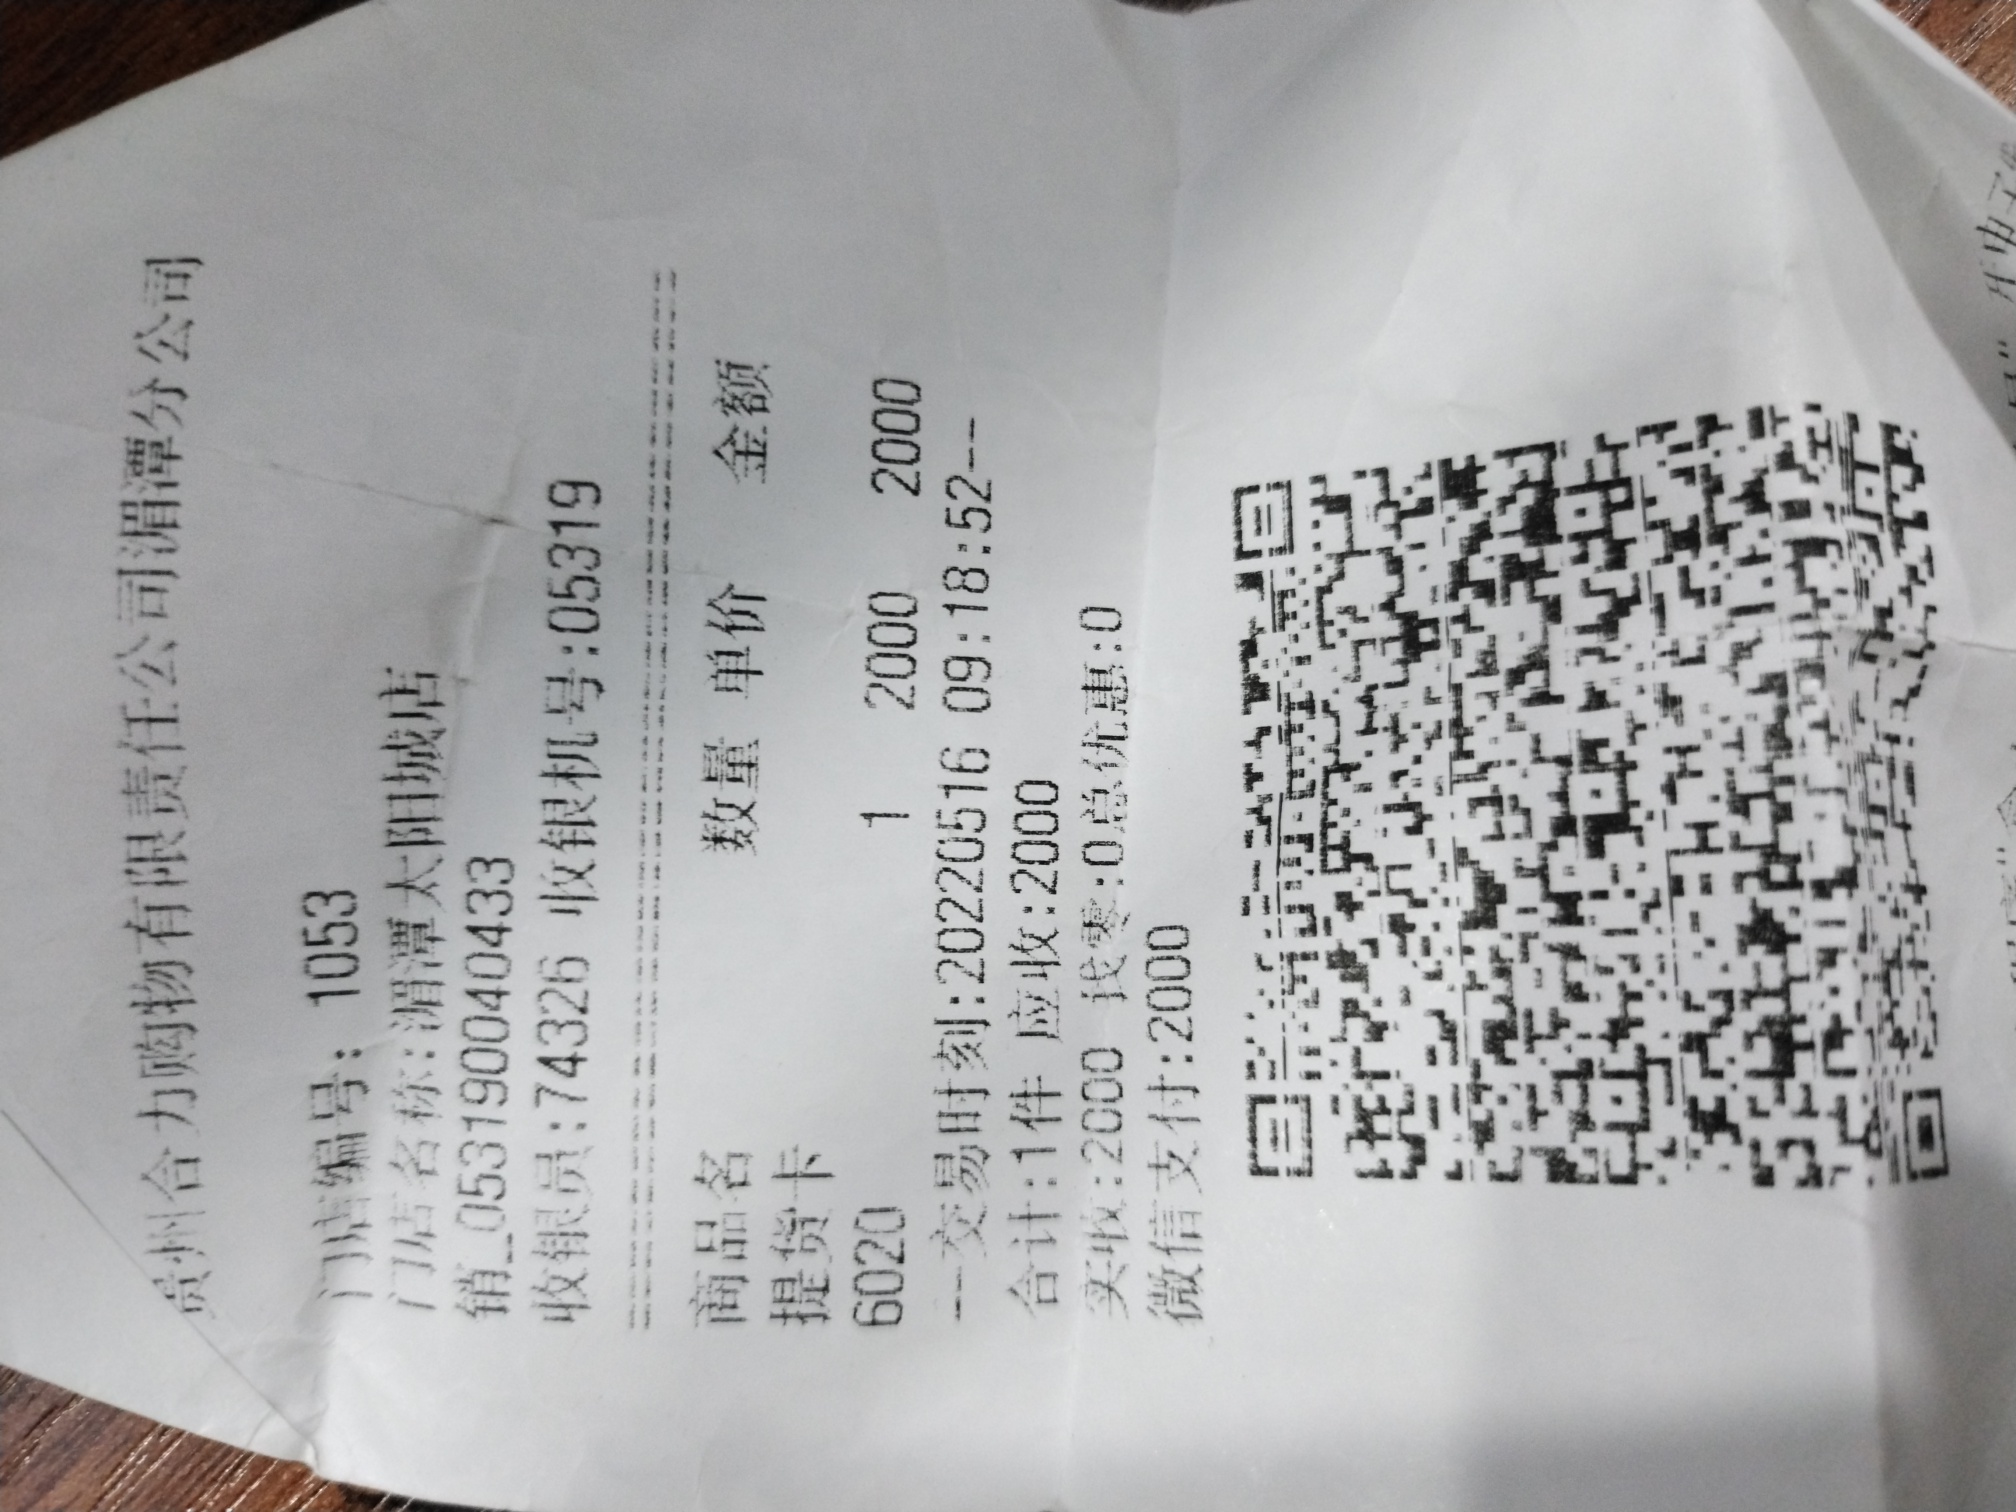 贵州合力购物有限责任公司湄潭分公司
门店编号: 1053
门店名称:湄潭太阳城店
销_053190040433
收银员:74326 收银机号:05319
商品名 数量 单价 金额
提货卡
6020 1 2000 2000
--交易时刻:20220516 09:18:52--
合计:1件 应收:2000
实收:2000 找零:0总优惠:0
微信支付:2000